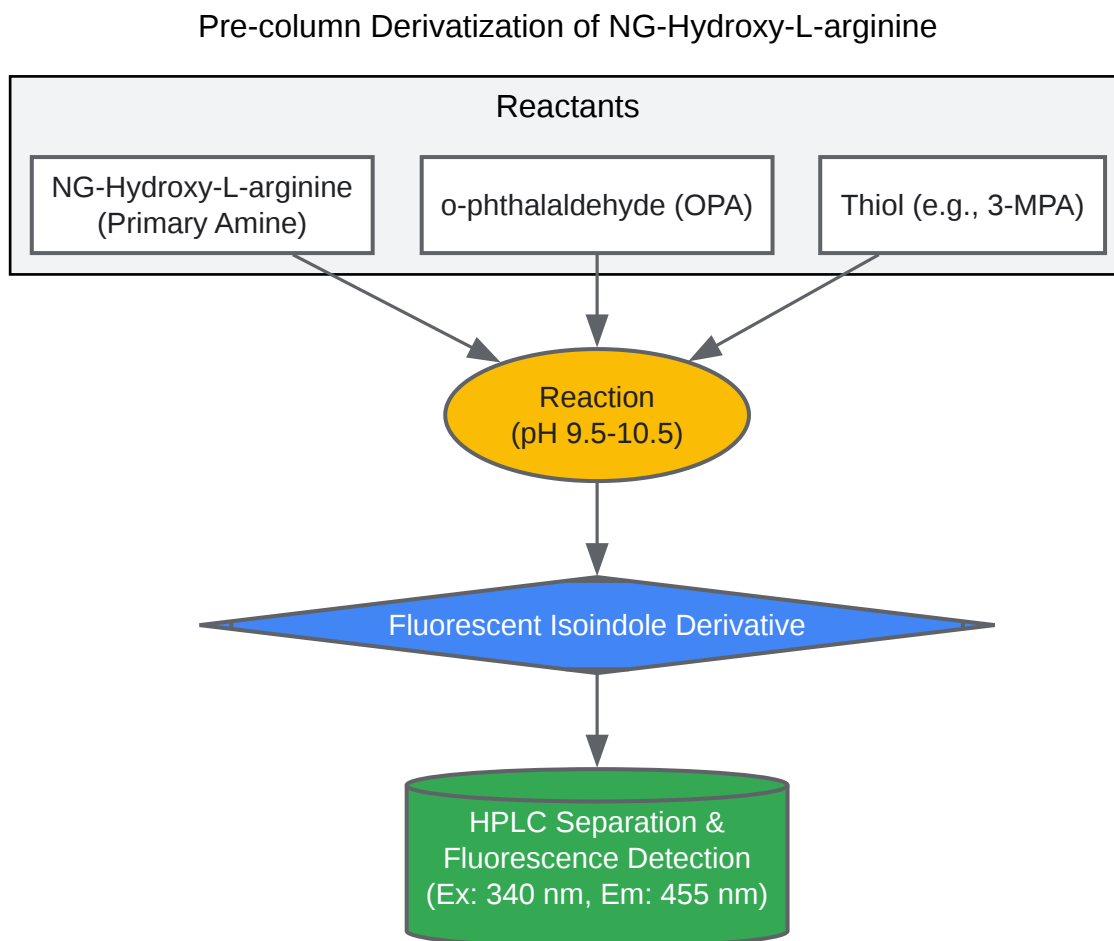 Pre-column Derivatization of NG-Hydroxy-L-arginine
Reactants
NG-Hydroxy-L-arginine
(Primary Amine)
o-phthalaldehyde (OPA)
Thiol (e.g., 3-MPA)
Reaction
(pH 9.5-10.5)
Fluorescent Isoindole Derivative
HPLC Separation &
Fluorescence Detection
(Ex: 340 nm, Em: 455 nm)